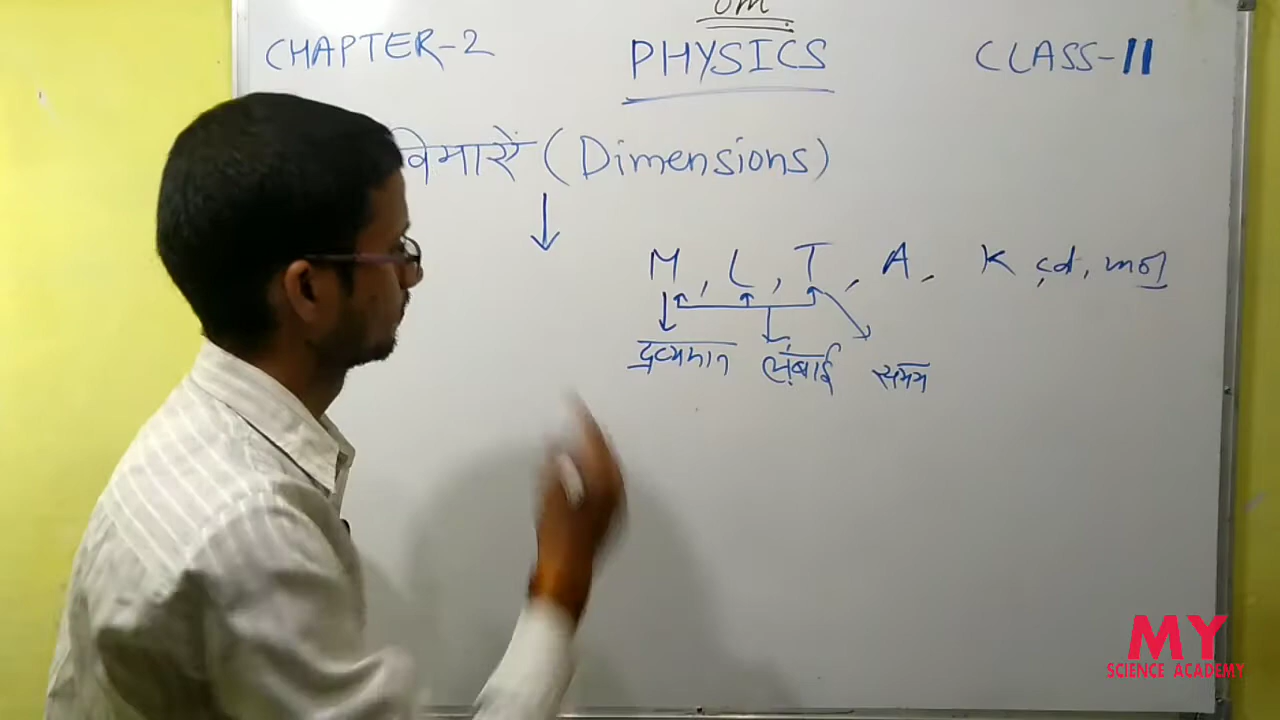 om
CHAPTER-2 PHYSICS CLASS-11
विमाएँ (Dimensions)
M, L, T, A, K cd, mol
द्रव्यमान लंबाई समय
MY
SCIENCE ACADEMY